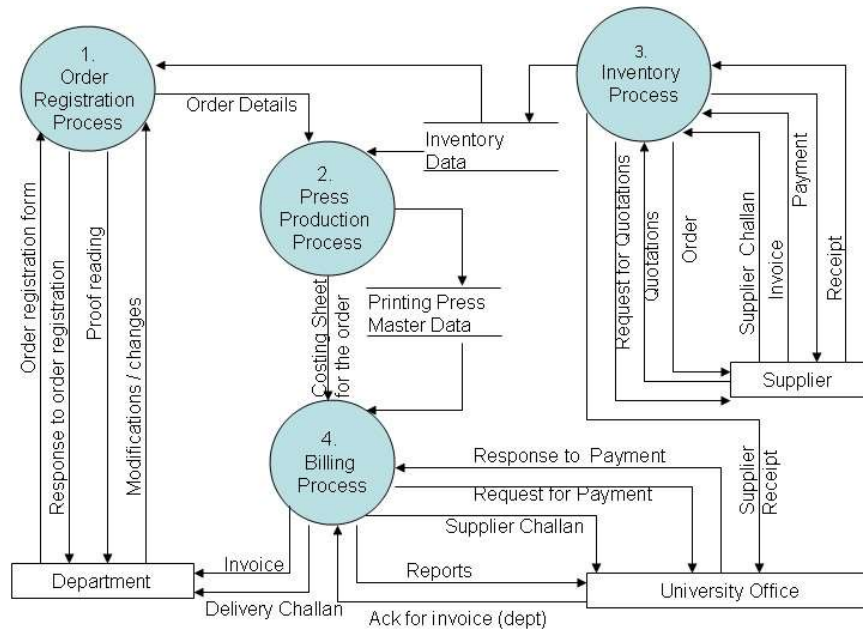 1.
Order
Registration
Process
3.
Inventory
Process
Order Details
Inventory
Data
2.
Press
Production
Process
Order registration form
Response to order registration
Proof reading
Modifications / changes
Costing Sheet
for the order
Printing Press
Master Data
Request for Quotations
Quotations
Order
Supplier Challan
Invoice
Payment
Receipt
Supplier
4.
Billing
Process
Response to Payment
Request for Payment
Supplier Challan
Supplier
Receipt
Department
Invoice
Delivery Challan
Reports
Ack for invoice (dept)
University Office